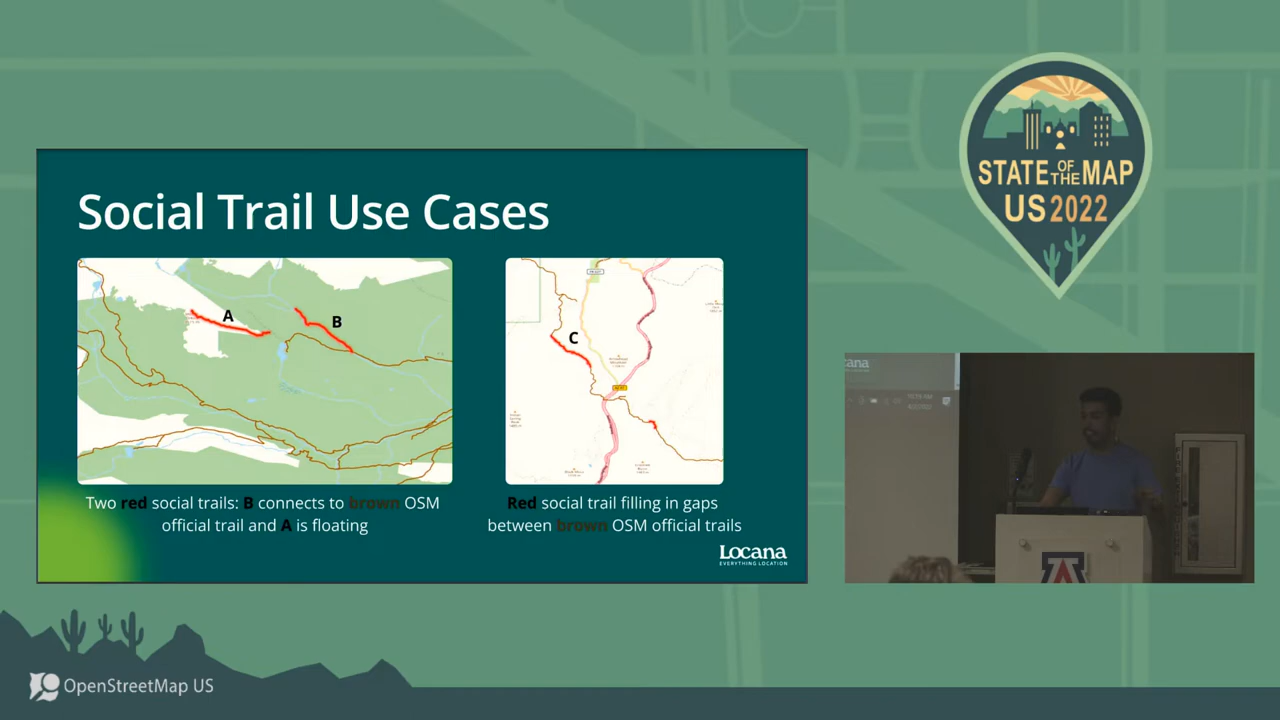 Social Trail Use Cases
A
B
C
Two red social trails: B connects to brown OSM
official trail and A is floating
Red social trail filling in gaps
between brown OSM official trails
Locana
EVERYTHING LOCATION
STATE OF THE MAP
US 2022
cana
A
OpenStreetMap US